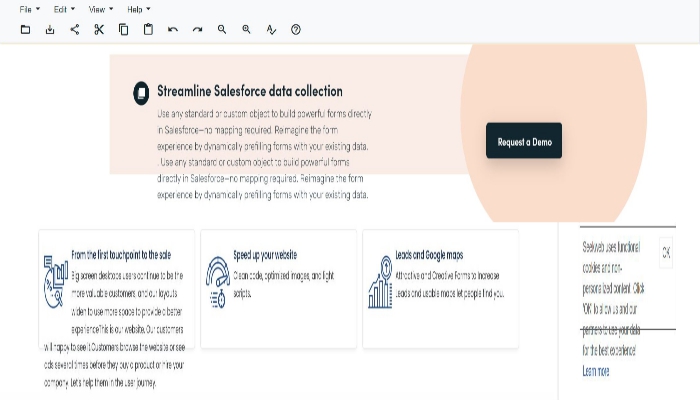 File Edit View Help
Streamline Salesforce data collection
Use any standard or custom object to build powerful forms directly
in Salesforce—no mapping required. Reimagine the form
experience by dynamically prefilling forms with your existing data.
. Use any standard or custom object to build powerful forms
directly in Salesforce—no mapping required. Reimagine the form
experience by dynamically prefilling forms with your existing data.
Request a Demo
From the first touchpoint to the sale
Big screen desktops users continue to be the
more valuable customers, and our layouts
widen to use more space to provide a better
experienceThis is our website. Our customers
will happy to see it.Customers browse the website or see
ads several times before they buy a product or hire your
company. Let's help them in the user journey.
Speed up your website
Clean code, optimized images, and light
scripts.
Leads and Google maps
Attractive and Creative Forms to increase
Leads and usable maps let people find you.
Seekweb uses functional
cookies and non-
personalized content. Click
'OK' to allow us and our
partners to use your data
for the best experience!
Learn more
OK